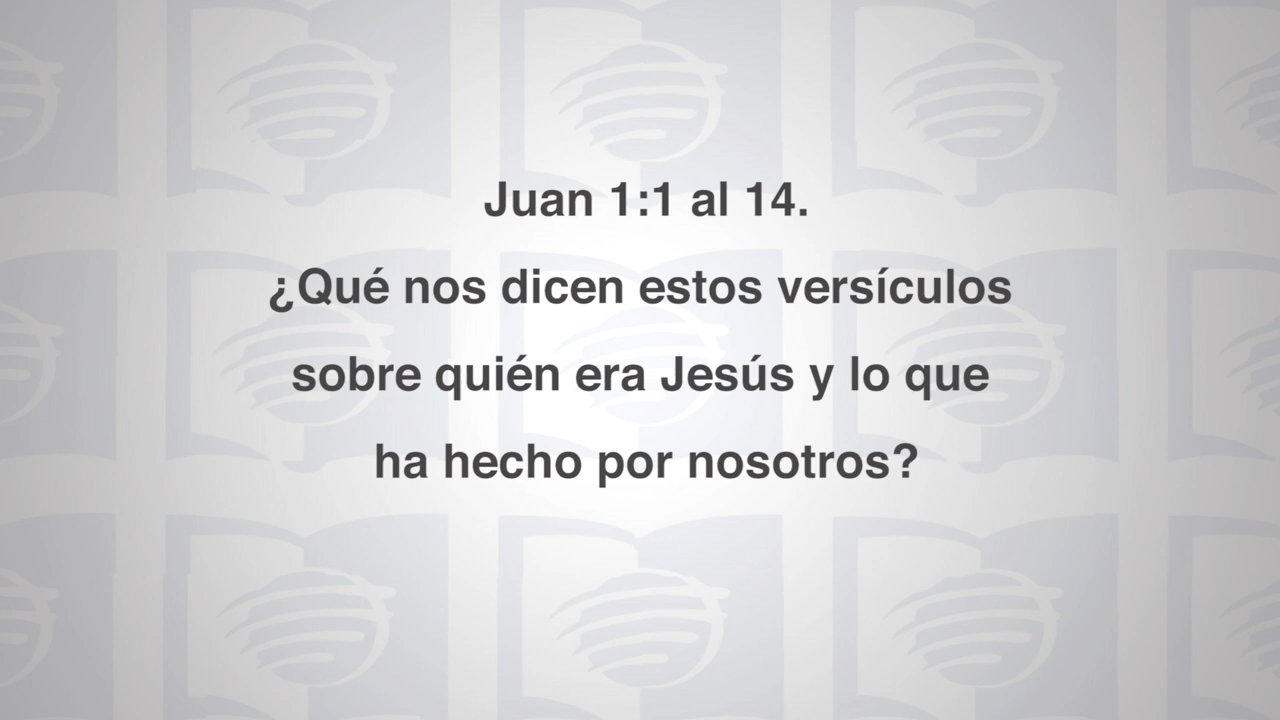 Juan 1:1 al 14.
¿Qué nos dicen estos versículos
sobre quién era Jesús y lo que
ha hecho por nosotros?